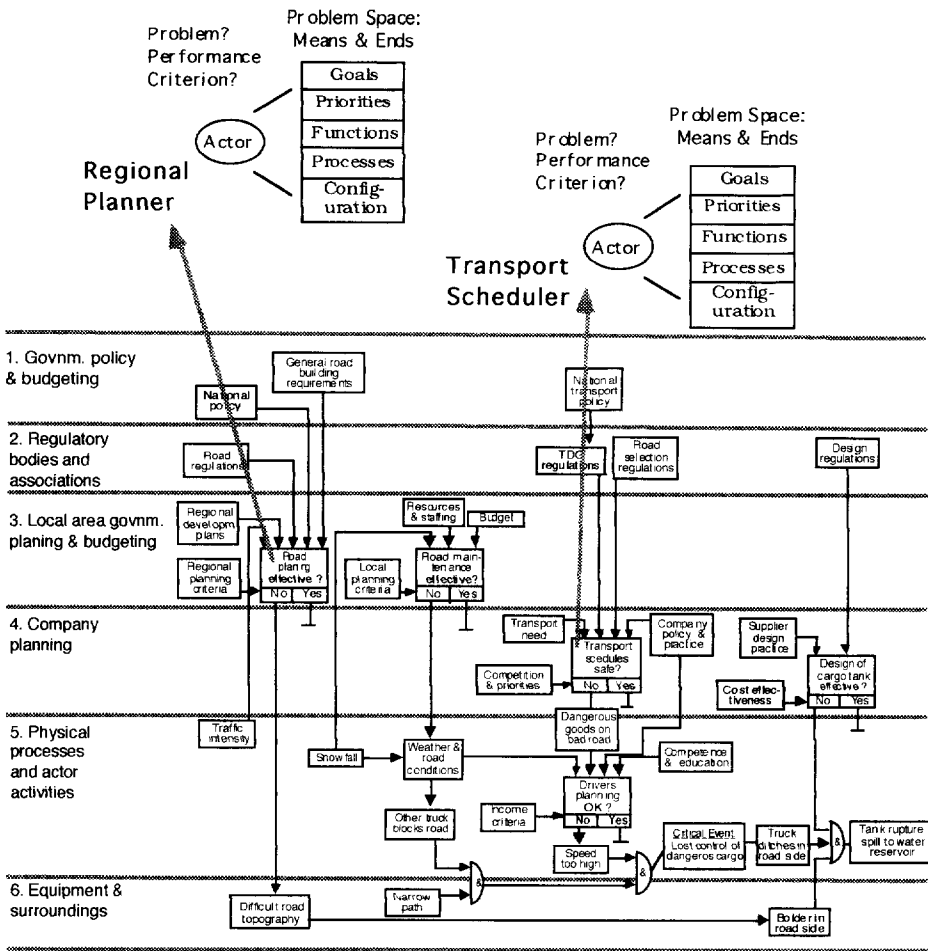 Problem?
Performance
Criterion?
Problem Space:
Means & Ends
Actor
Goals
Priorities
Functions
Processes
Config-
uration
Regional
Planner
Problem?
Performance
Criterion?
Problem Space:
Means & Ends
Actor
Goals
Priorities
Functions
Processes
Config-
uration
Transport
Scheduler
1. Govnm. policy
& budgeting
General road
building
requirements
National
policy
National
transport
policy
2. Regulatory
bodies and
associations
Road
regulations
TDG
regulations
Road
selection
regulations
Design
regulations
3. Local area govnm.
planing & budgeting
Regional
developm.
plans
Resources
& staffing
Budget
Road
planing
effective ?
No
Yes
Regional
planning
criteria
Local
planning
criteria
Road main-
tenance
effective?
No
Yes
4. Company
planning
Transport
need
Company
policy &
practice
Supplier
design
practice
Transport
scedules
safe?
No
Yes
Competition
& priorities
Design of
cargo tank
effective ?
No
Yes
Cost effec-
tiveness
5. Physical
processes
and actor
activities
Traffic
intensity
Dangerous
goods on
bad road
Snowfall
Weather &
road
conditions
Competence
& education
Drivers
planning
OK ?
No
Yes
Income
criteria
Other truck
blocks road
Speed
too high
Critical Event
Lost control of
dangeros cargo
Truck
ditches in
road side
&
Tank rupture
spill to water
reservoir
&
&
6. Equipment &
surroundings
Narrow
path
Difficult road
topography
Bolder in
road side